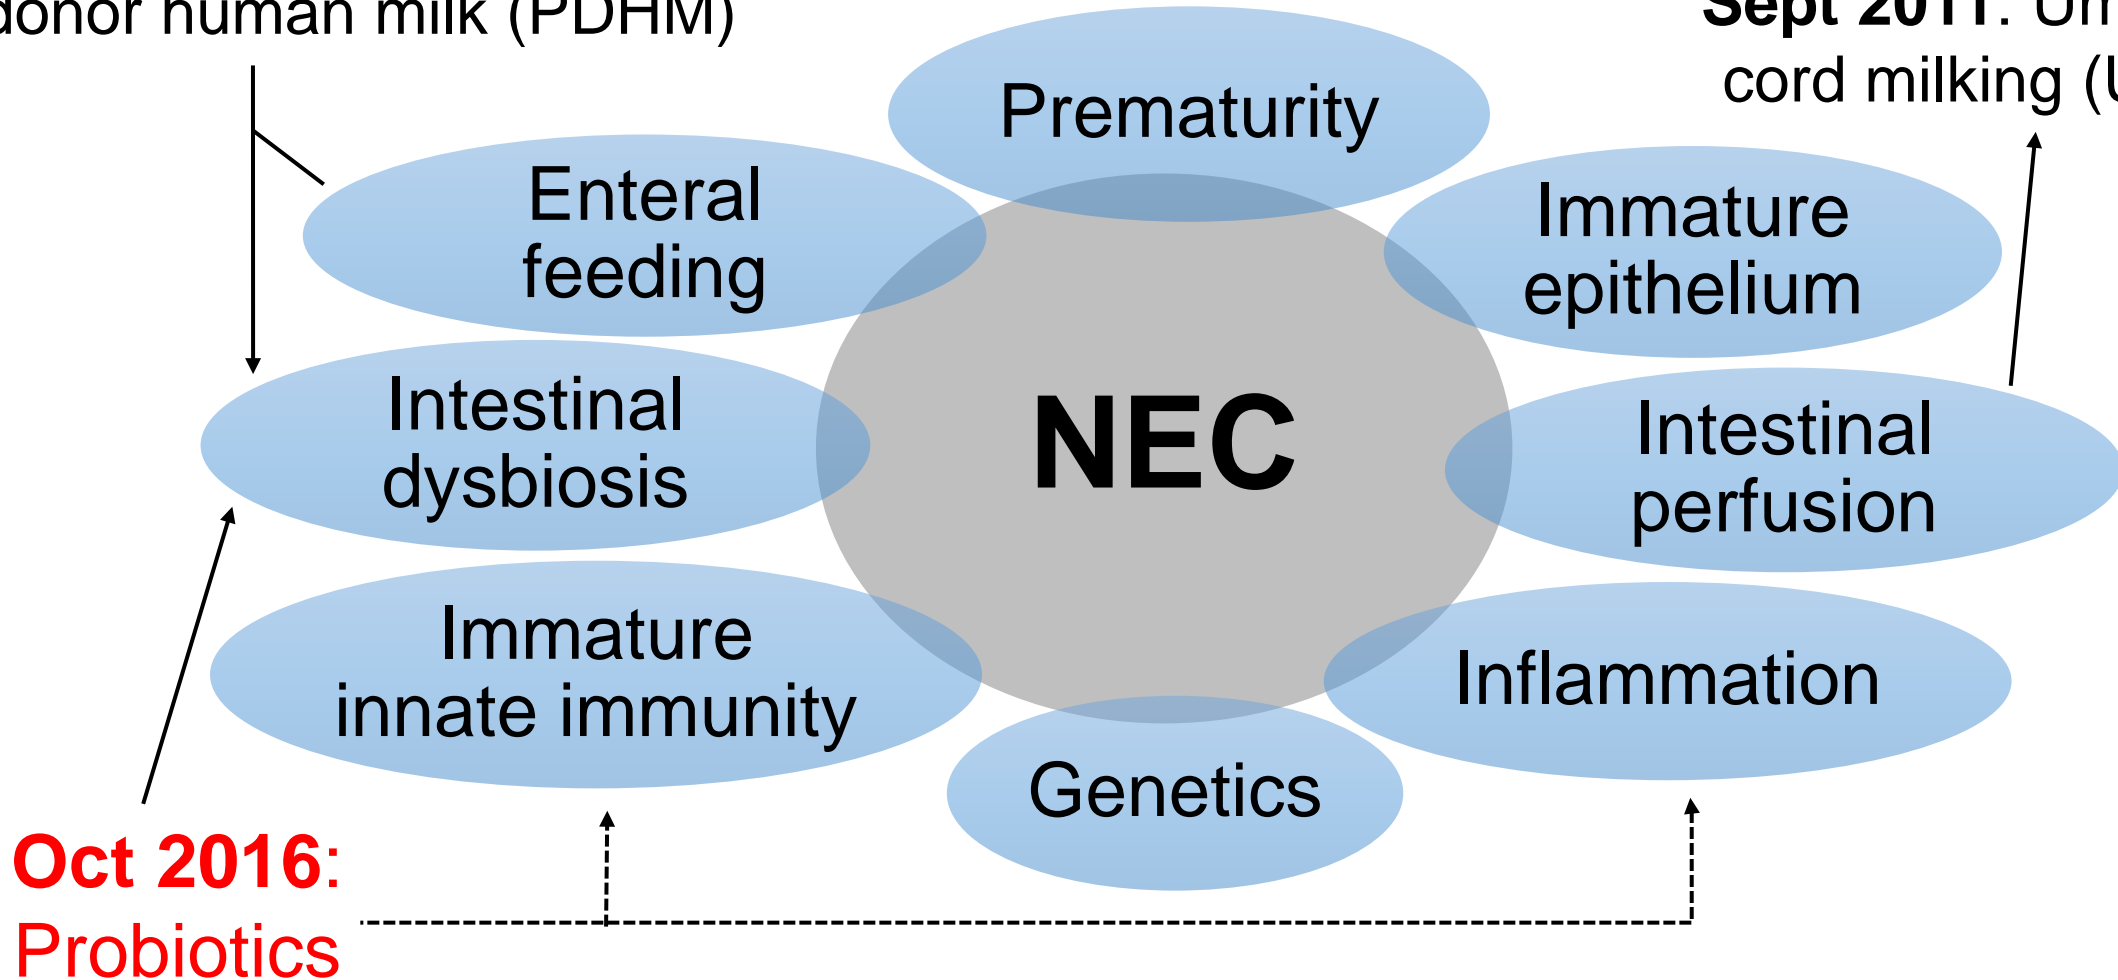 donor human milk (PDHM)
Sept 2011:
cord milking
Prematurity
Enteral
feeding
Immature
epithelium
Intestinal
dysbiosis
NEC
Intestinal
perfusion
Immature
innate immunity
Inflammation
Genetics
Oct 2016:
Probiotics